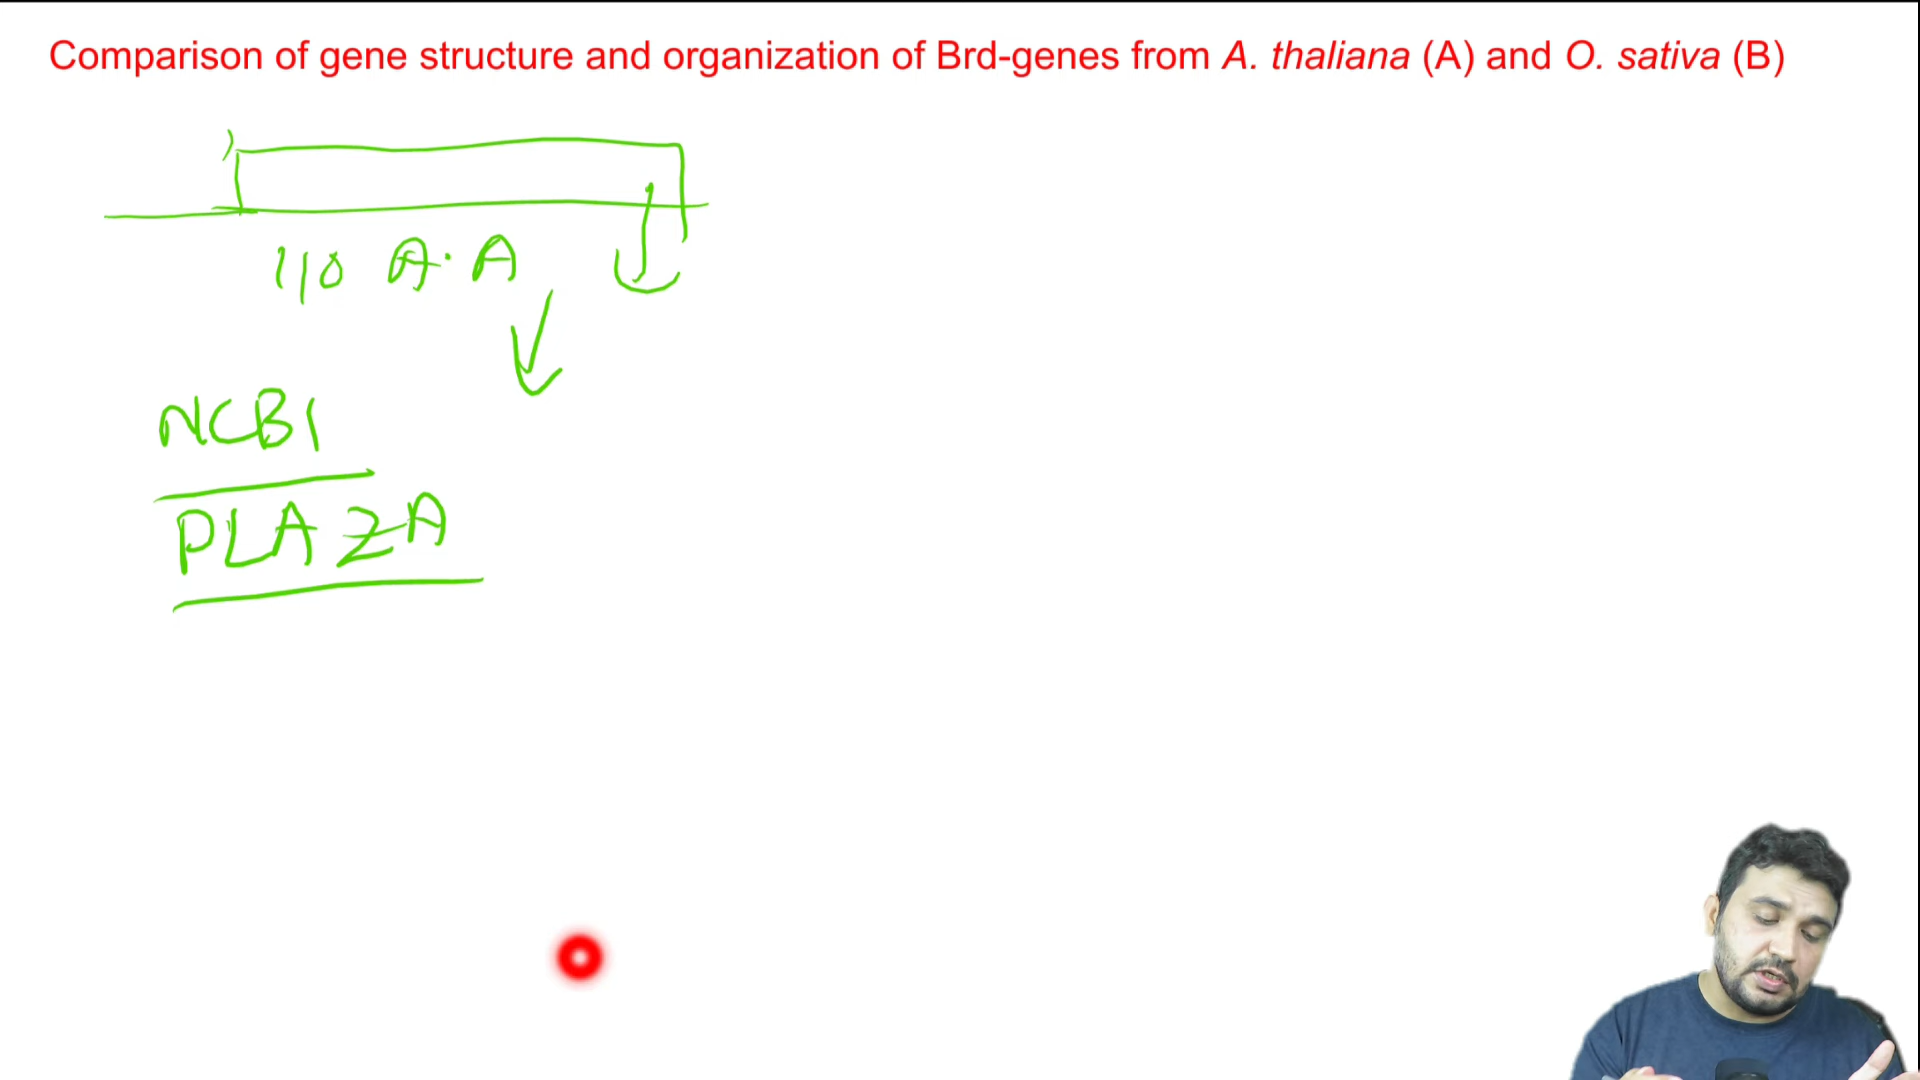 Comparison of gene structure and organization of Brd-genes from A. thaliana (A) and O. sativa (B)
110 A.A
NCBI
PLAZA